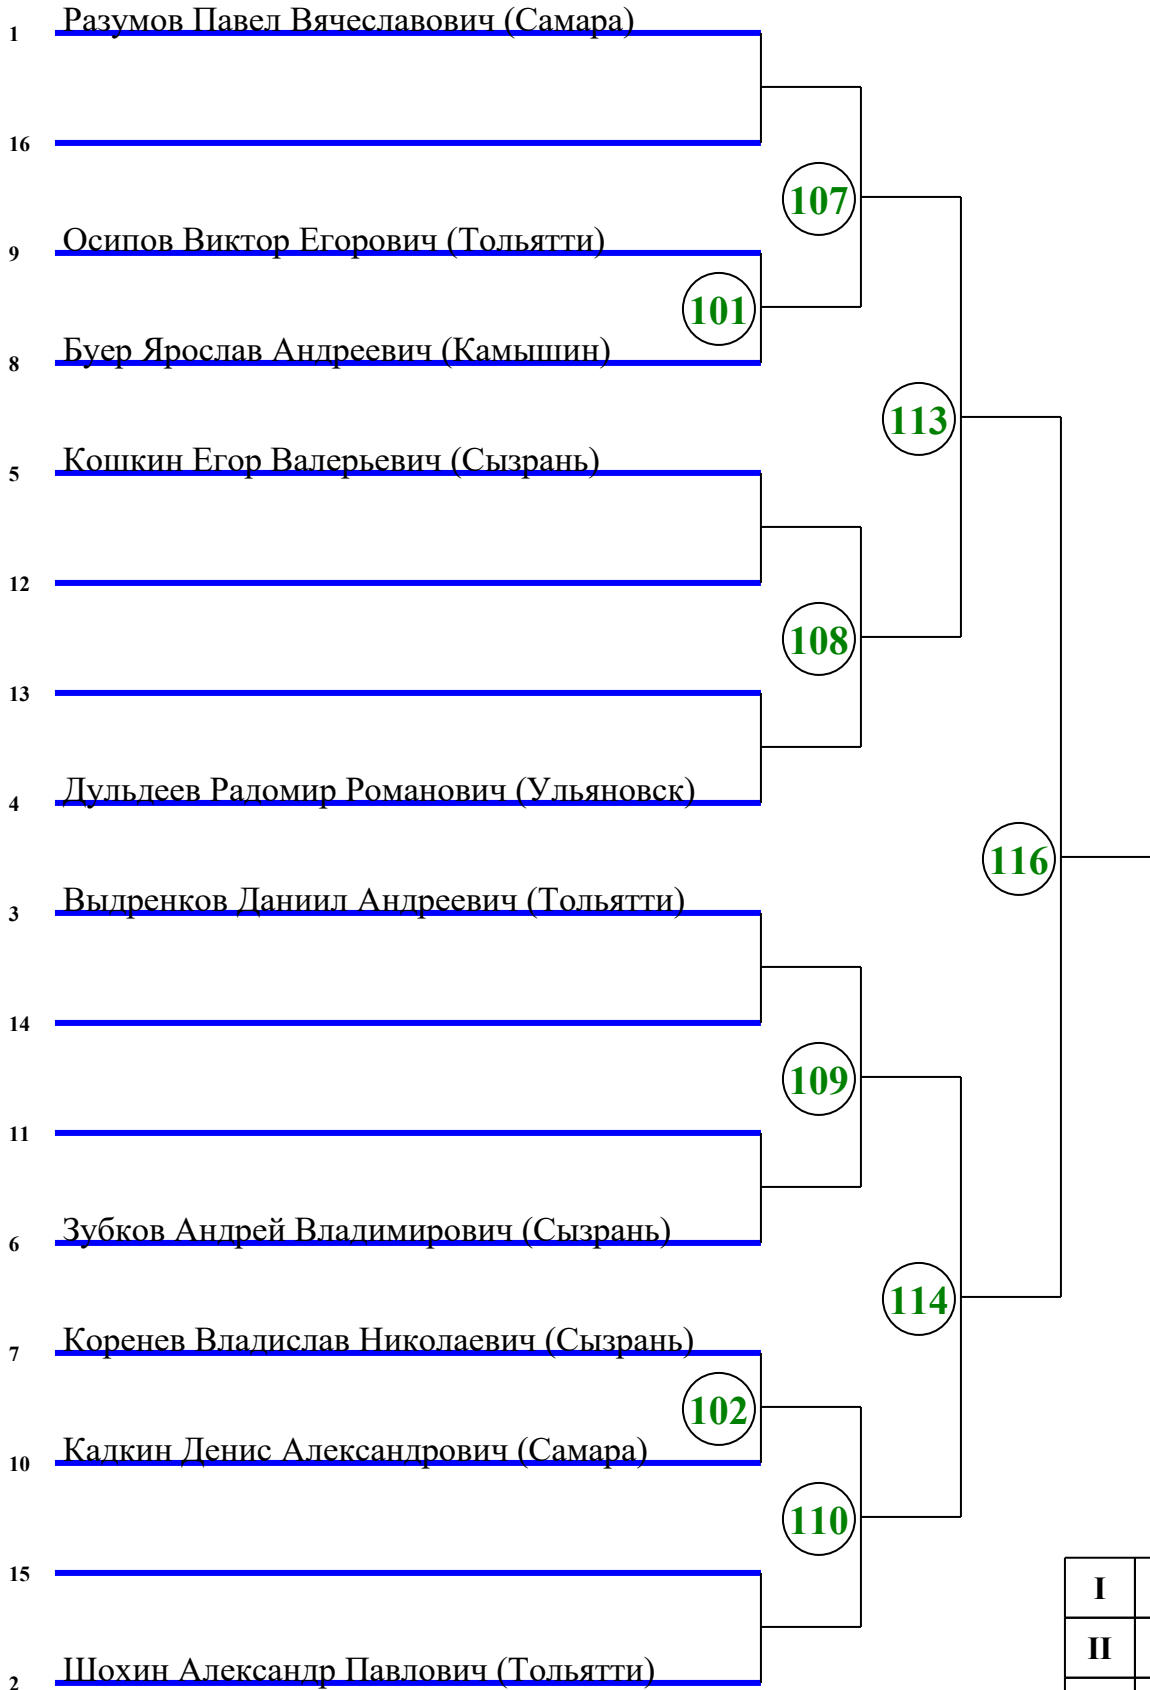 1 Разумов Павел Вячеславович (Самара)
16
107
9 Осипов Виктор Егорович (Тольятти)
101
8 Буер Ярослав Андреевич (Камышин)
113
5 Кошкин Егор Валерьевич (Сызрань)
12
108
13
4 Дульдеев Радомир Романович (Ульяновск)
116
3 Выдренков Даниил Андреевич (Тольятти)
14
109
11
6 Зубков Андрей Владимирович (Сызрань)
114
7 Коренев Владислав Николаевич (Сызрань)
102
10 Кадкин Денис Александрович (Самара)
110
15
I
II
2 Шохин Александр Павлович (Тольятти)